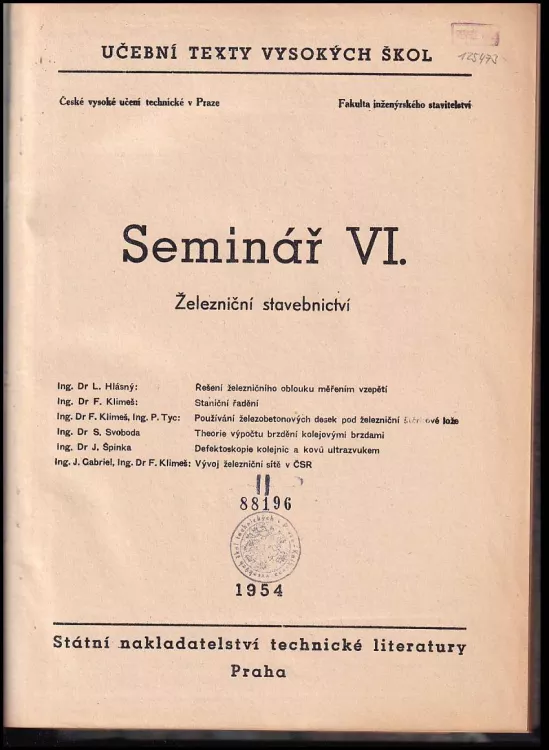 125473
UČEBNÍ TEXTY VYSOKÝCH ŠKOL
České vysoké učení technické v Praze Fakulta inženýrského stavitelství
Seminář VI.
Železniční stavebnictví
Ing. Dr L. Hlásný: Řešení železničního oblouku měřením vzepětí
Ing. Dr F. Klimeš: Staniční řadění
Ing. Dr F. Klimeš, Ing. P. Tyc: Používání železobetonových desek pod železniční štěrkové lože
Ing. Dr S. Svoboda Theorie výpočtu brzdění kolejovými brzdami
Ing. Dr J. Špinka Defektoskopie kolejnic a kovů ultrazvukem
Ing. J. Gabriel, Ing. Dr F. Klimeš: Vývoj železniční sítě v ČSR
II
88196
1954
Státní nakladatelství technické literatury
Praha